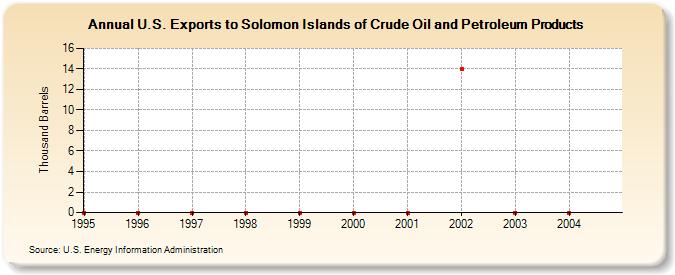 Annual U.S. Exports to Solomon Islands of Crude Oil and Petroleum Products
Thousand Barrels
16
14
12
10
8
6
4
2
0
1995 1996 1997 1998 1999 2000 2001 2002 2003 2004
Source: U.S. Energy Information Administration